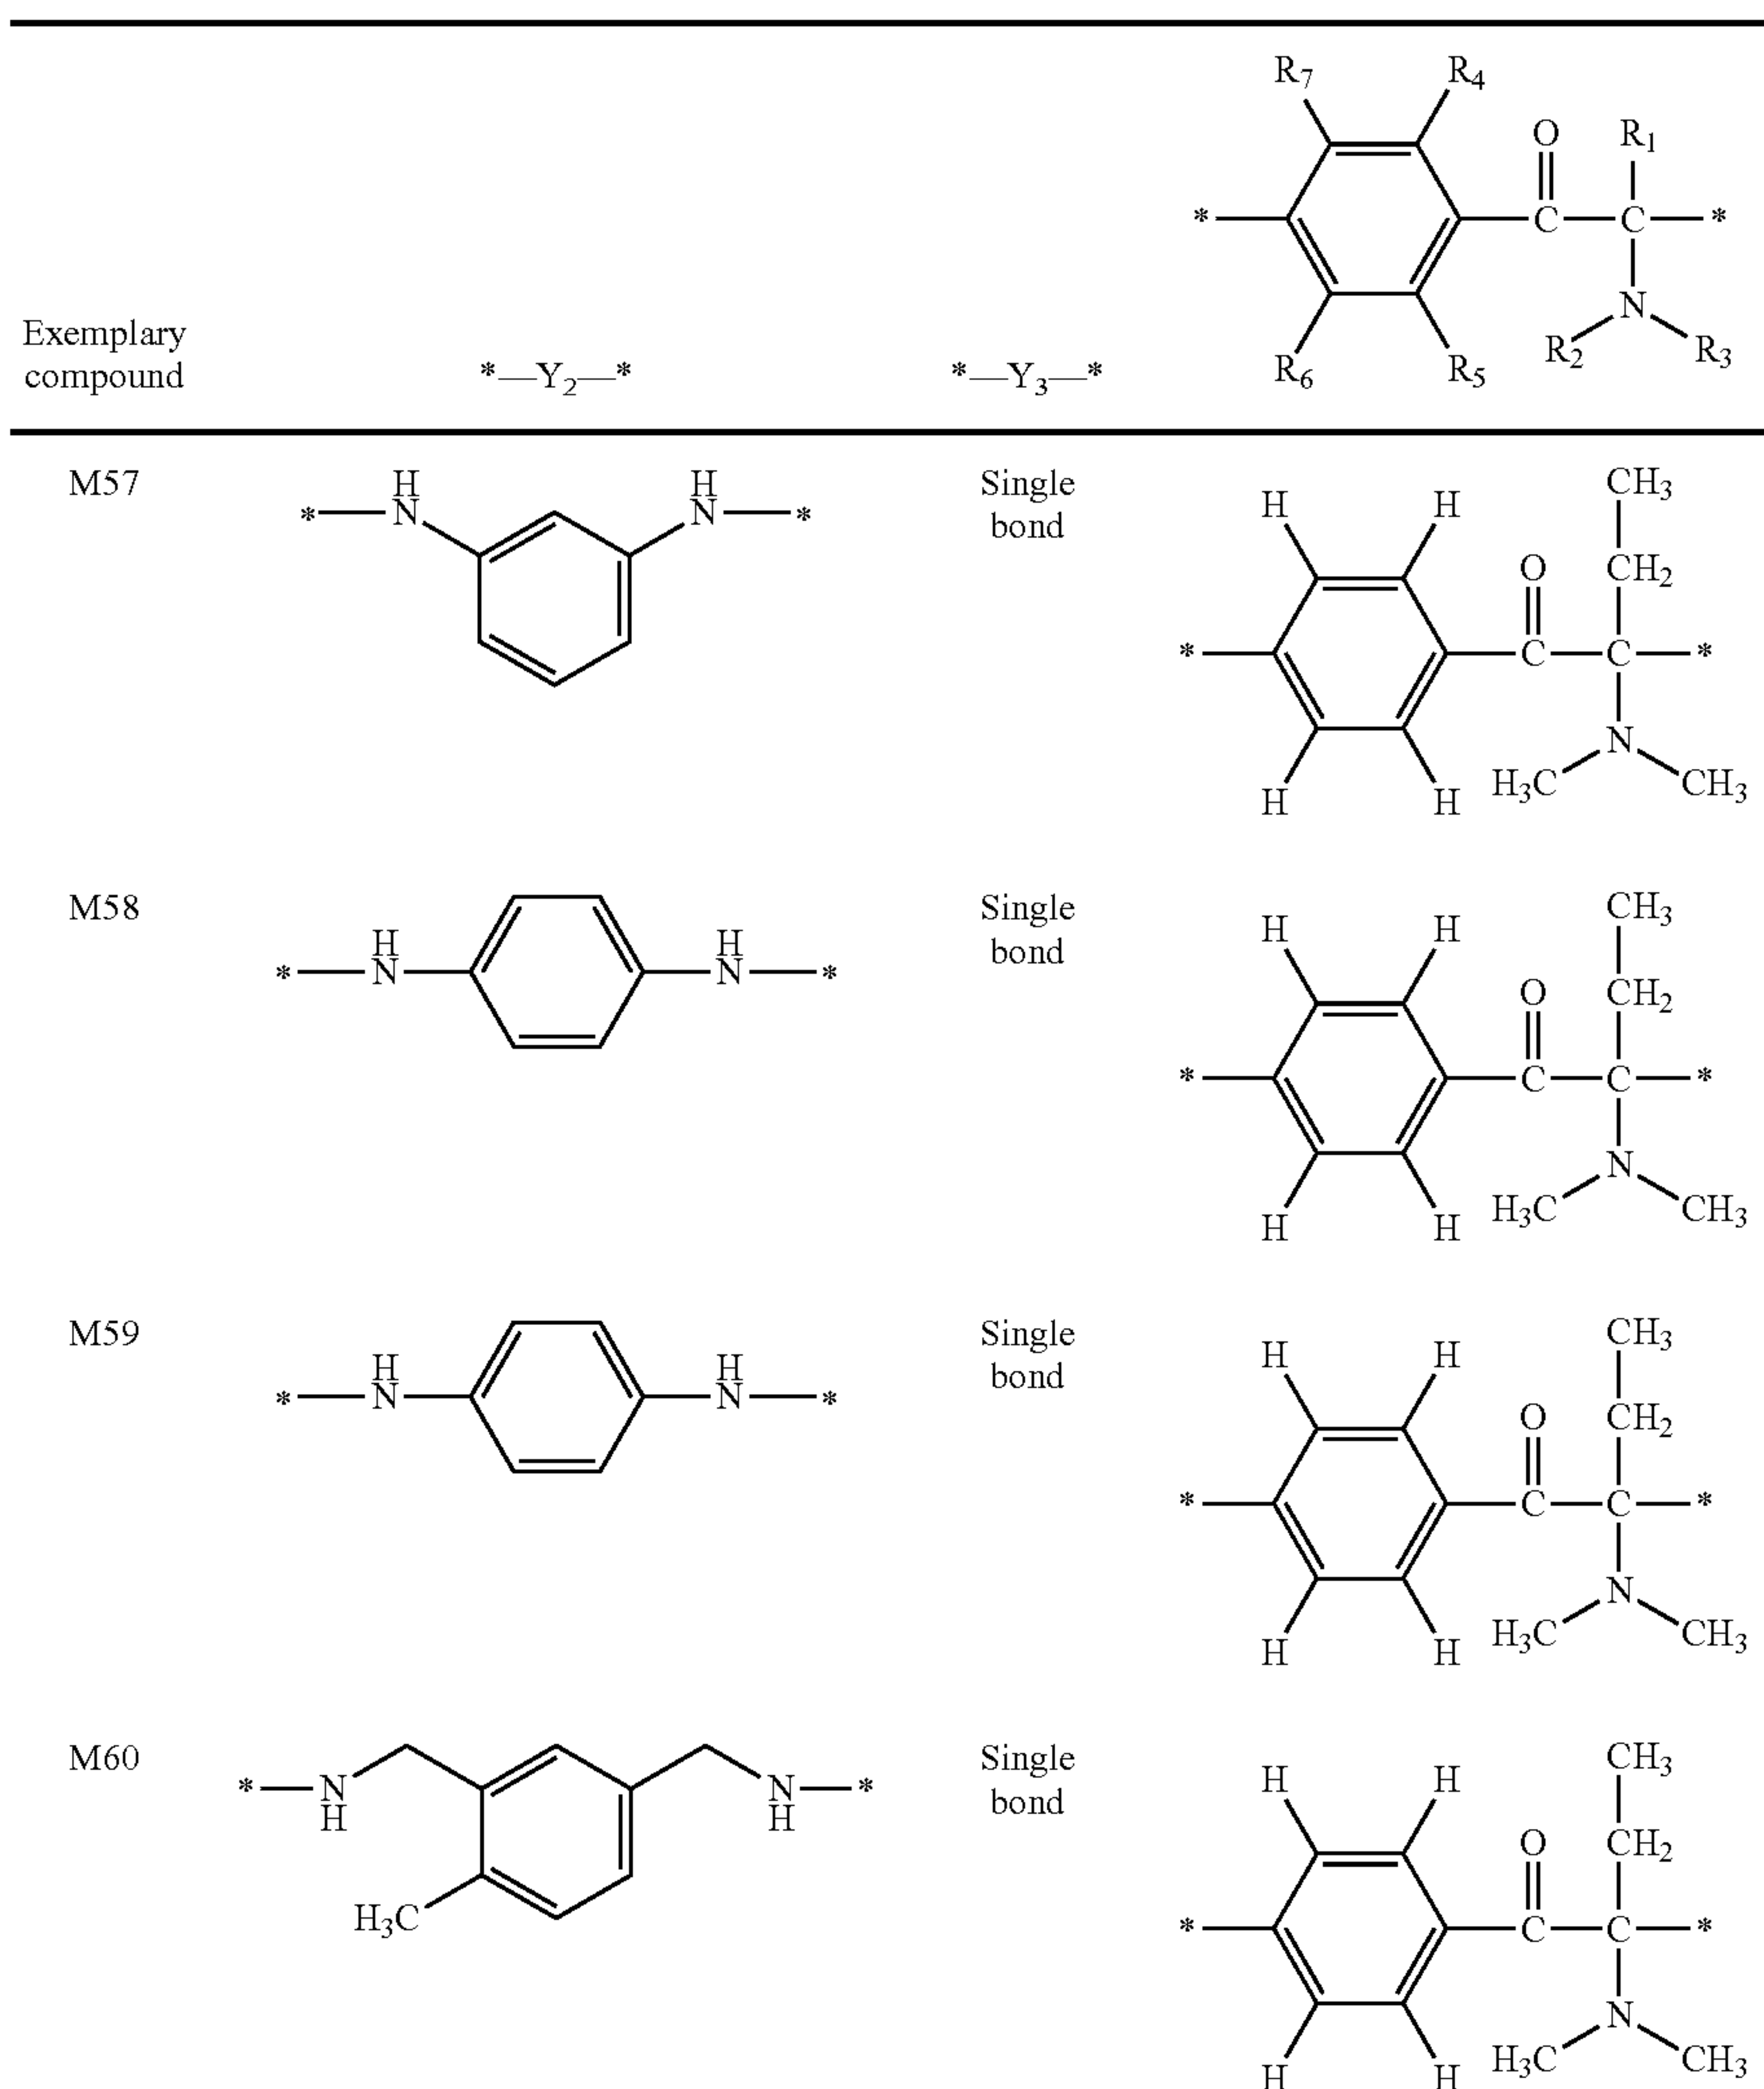 R7 R4
O R1
* C C *
N
R2 R3
R6 R5
Exemplary
compound
*—Y2—* *—Y3—*
M57
H H
* N N *
Single
bond
CH3
H H
O CH2
* C C *
N
H3C CH3
H H
M58
H H
* N N *
Single
bond
CH3
H H
O CH2
* C C *
N
H3C CH3
H H
M59
H H
* N N *
Single
bond
CH3
H H
O CH2
* C C *
N
H3C CH3
H H
M60
* N N *
H H
H3C
Single
bond
CH3
H H
O CH2
* C C *
N
H3C CH3
H H